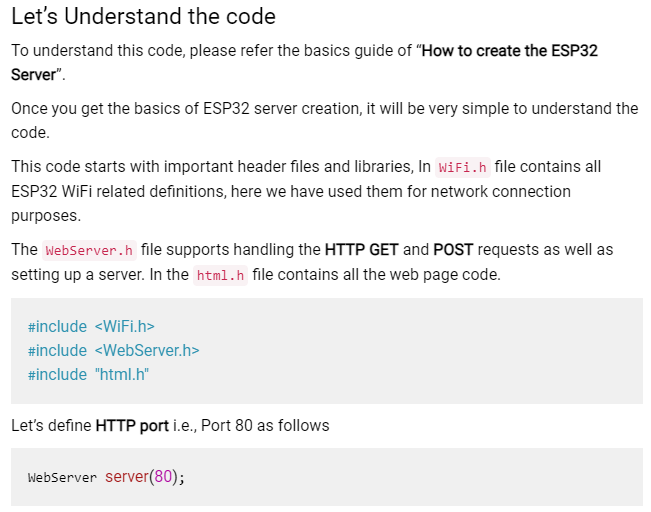 Let’s Understand the code
To understand this code, please refer the basics guide of “How to create the ESP32
Server”.
Once you get the basics of ESP32 server creation, it will be very simple to understand the
code.
This code starts with important header files and libraries, In WiFi.h file contains all
ESP32 WiFi related definitions, here we have used them for network connection
purposes.
The WebServer.h file supports handling the HTTP GET and POST requests as well as
setting up a server. In the html.h file contains all the web page code.
#include <WiFi.h>
#include <WebServer.h>
#include "html.h"
Let’s define HTTP port i.e., Port 80 as follows
WebServer server(80);